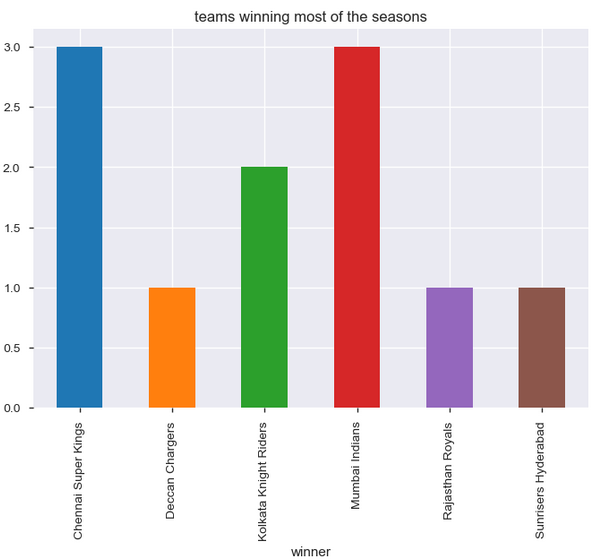 teams winning most of the seasons
3.0
2.5
2.0
1.5
1.0
0.5
0.0
Chennai Super Kings
Deccan Chargers
Kolkata Knight Riders
Mumbai Indians
Rajasthan Royals
Sunrisers Hyderabad
winner